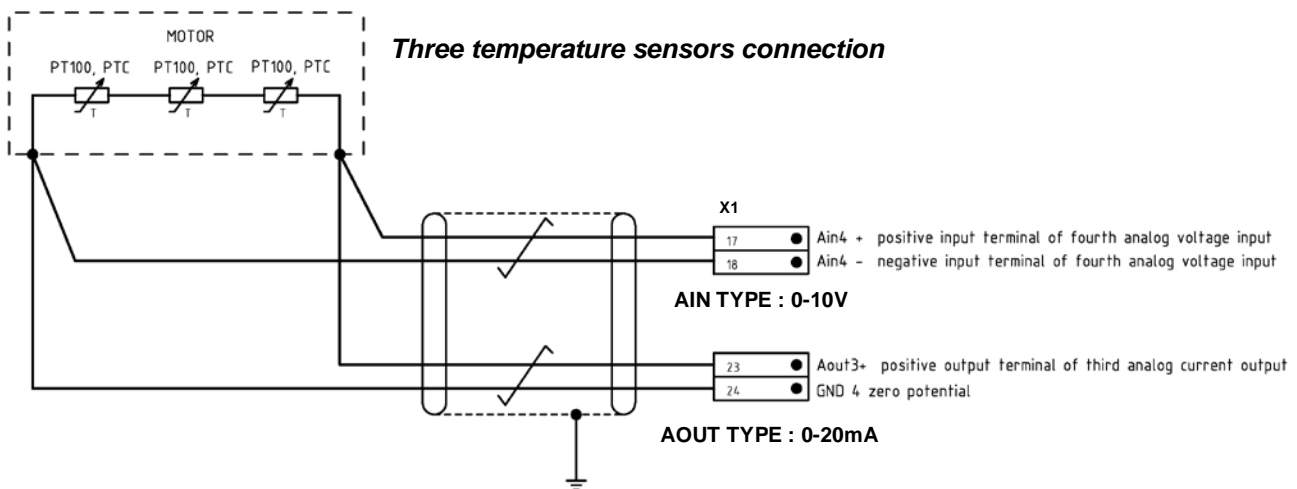 MOTOR
Three temperature sensors connection
PT100, PTC PT100, PTC PT100, PTC
T T T
X1
17 Ain4 + positive input terminal of fourth analog voltage input
18 Ain4 - negative input terminal of fourth analog voltage input
AIN TYPE : 0-10V
23 Aout3+ positive output terminal of third analog current output
24 GND 4 zero potential
AOUT TYPE : 0-20mA